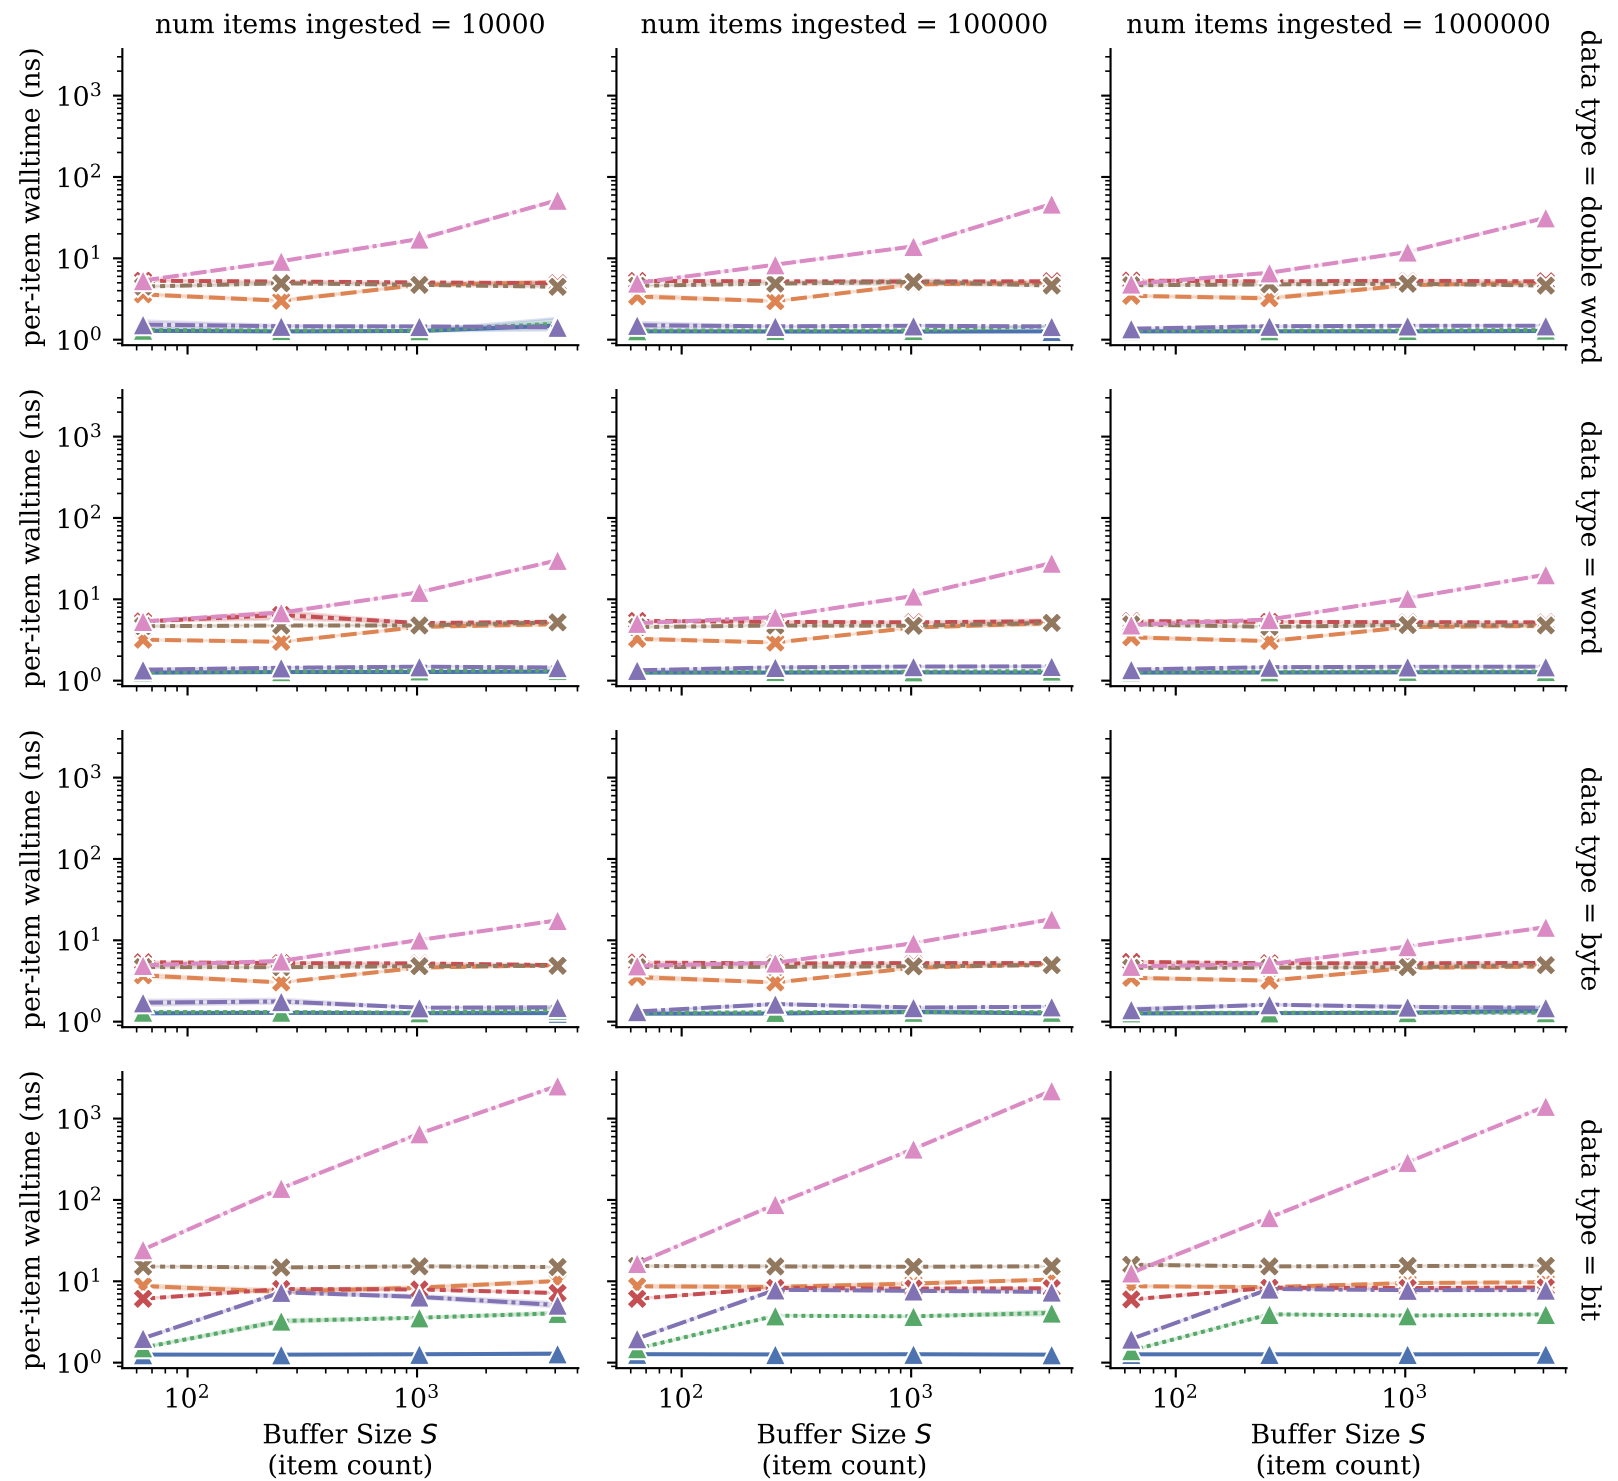 num items ingested = 10000
num items ingested = 100000
num items ingested = 1000000
per-item walltime (ns)
10³
10²
10¹
10⁰
data type = double word
per-item walltime (ns)
10³
10²
10¹
10⁰
data type = word
per-item walltime (ns)
10³
10²
10¹
10⁰
data type = byte
per-item walltime (ns)
10³
10²
10¹
10⁰
data type = bit
10² 10³
10² 10³
10² 10³
Buffer Size S
(item count)
Buffer Size S
(item count)
Buffer Size S
(item count)